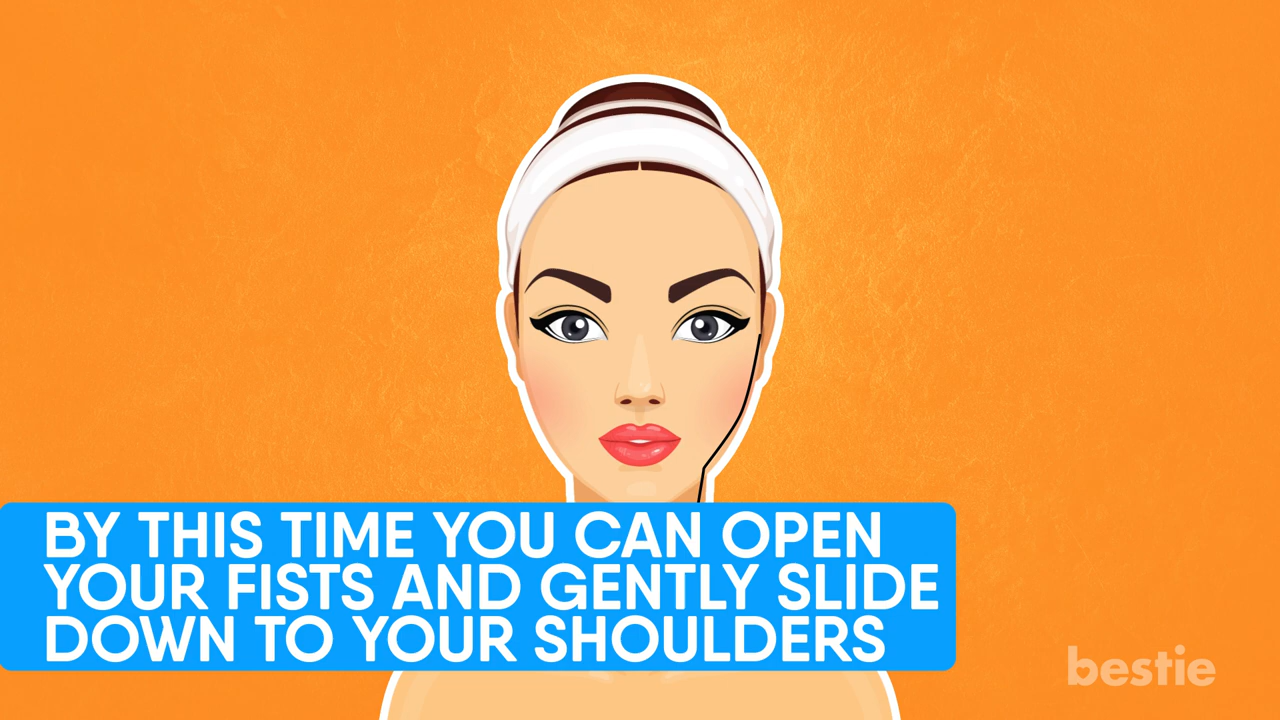 BY THIS TIME YOU CAN OPEN
YOUR FISTS AND GENTLY SLIDE
DOWN TO YOUR SHOULDERS
bestie